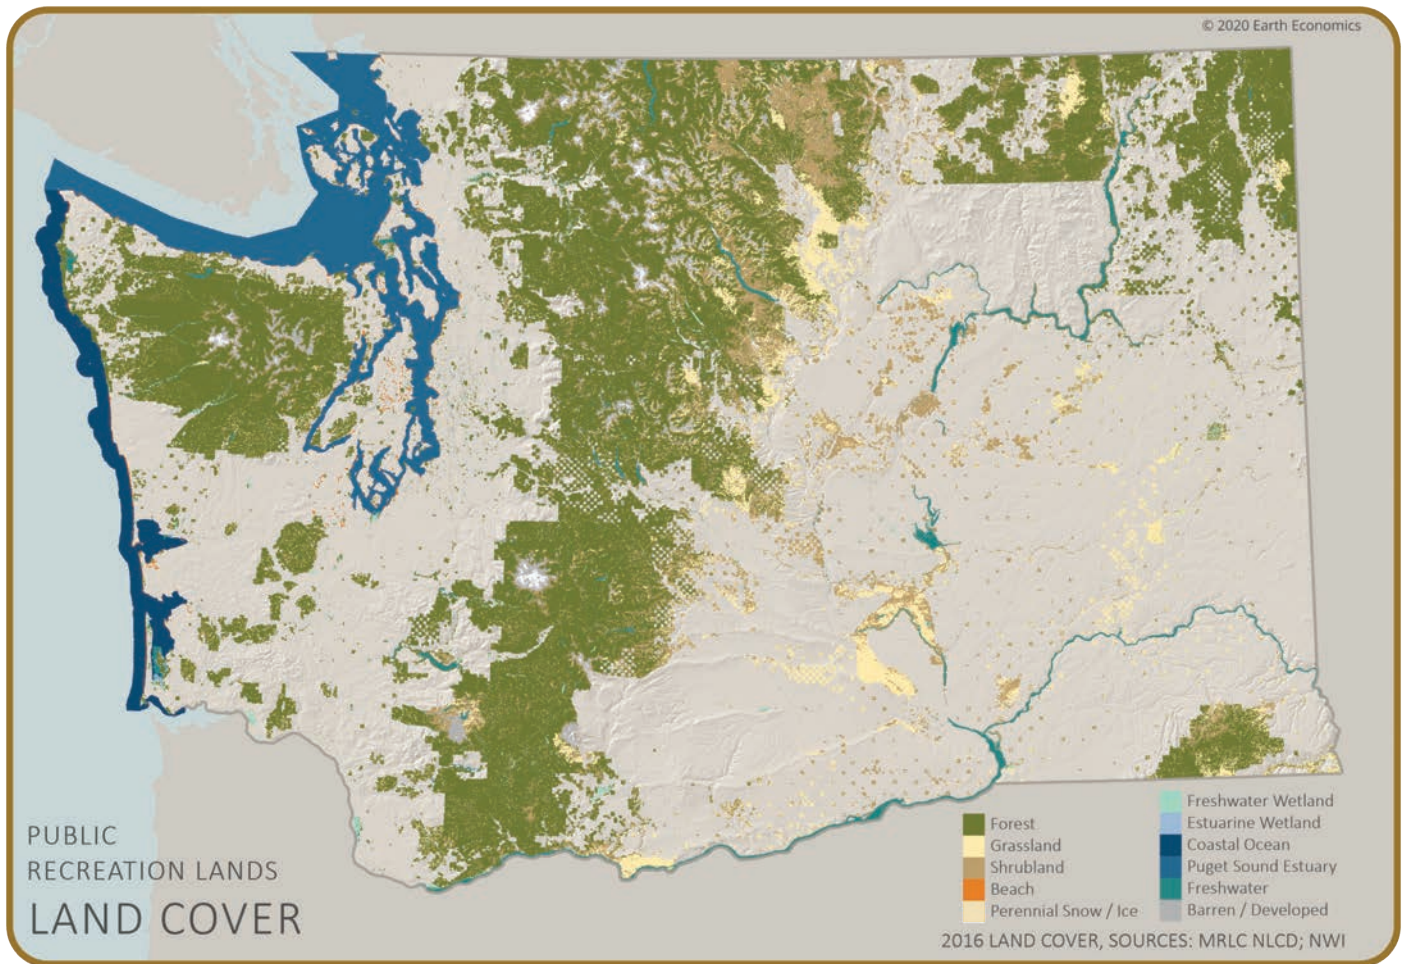 © 2020 Earth Economics
PUBLIC
RECREATION LANDS
LAND COVER
Forest
Grassland
Shrubland
Beach
Perennial Snow / Ice
Freshwater Wetland
Estuarine Wetland
Coastal Ocean
Puget Sound Estuary
Freshwater
Barren / Developed
2016 LAND COVER, SOURCES: MRLC NLCD; NWI